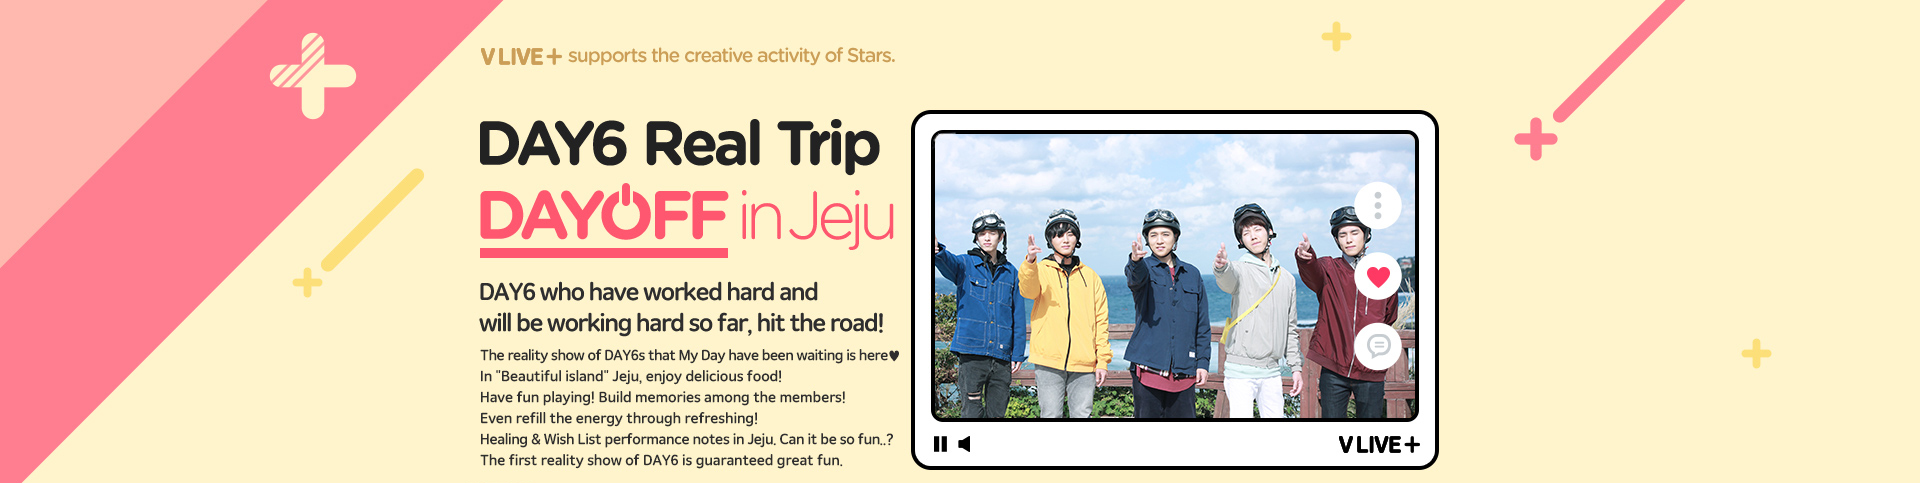 V LIVE+ supports the creative activity of Stars.
DAY6 Real Trip
DAYOFF in Jeju
DAY6 who have worked hard and
will be working hard so far, hit the road!
The reality show of DAY6s that My Day have been waiting is here♥
In "Beautiful island" Jeju, enjoy delicious food!
Have fun playing! Build memories among the members!
Even refill the energy through refreshing!
Healing & Wish List performance notes in Jeju. Can it be so fun..?
The first reality show of DAY6 is guaranteed great fun.
V LIVE+